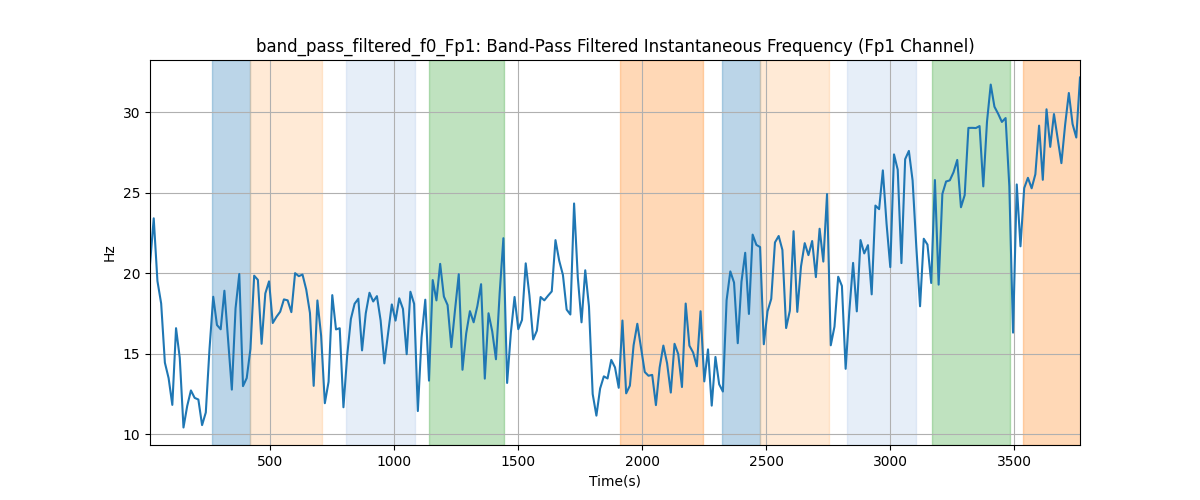 band_pass_filtered_f0_Fp1: Band-Pass Filtered Instantaneous Frequency (Fp1 Channel)
30
25
20
15
10
Hz
500 1000 1500 2000 2500 3000 3500
Time(s)